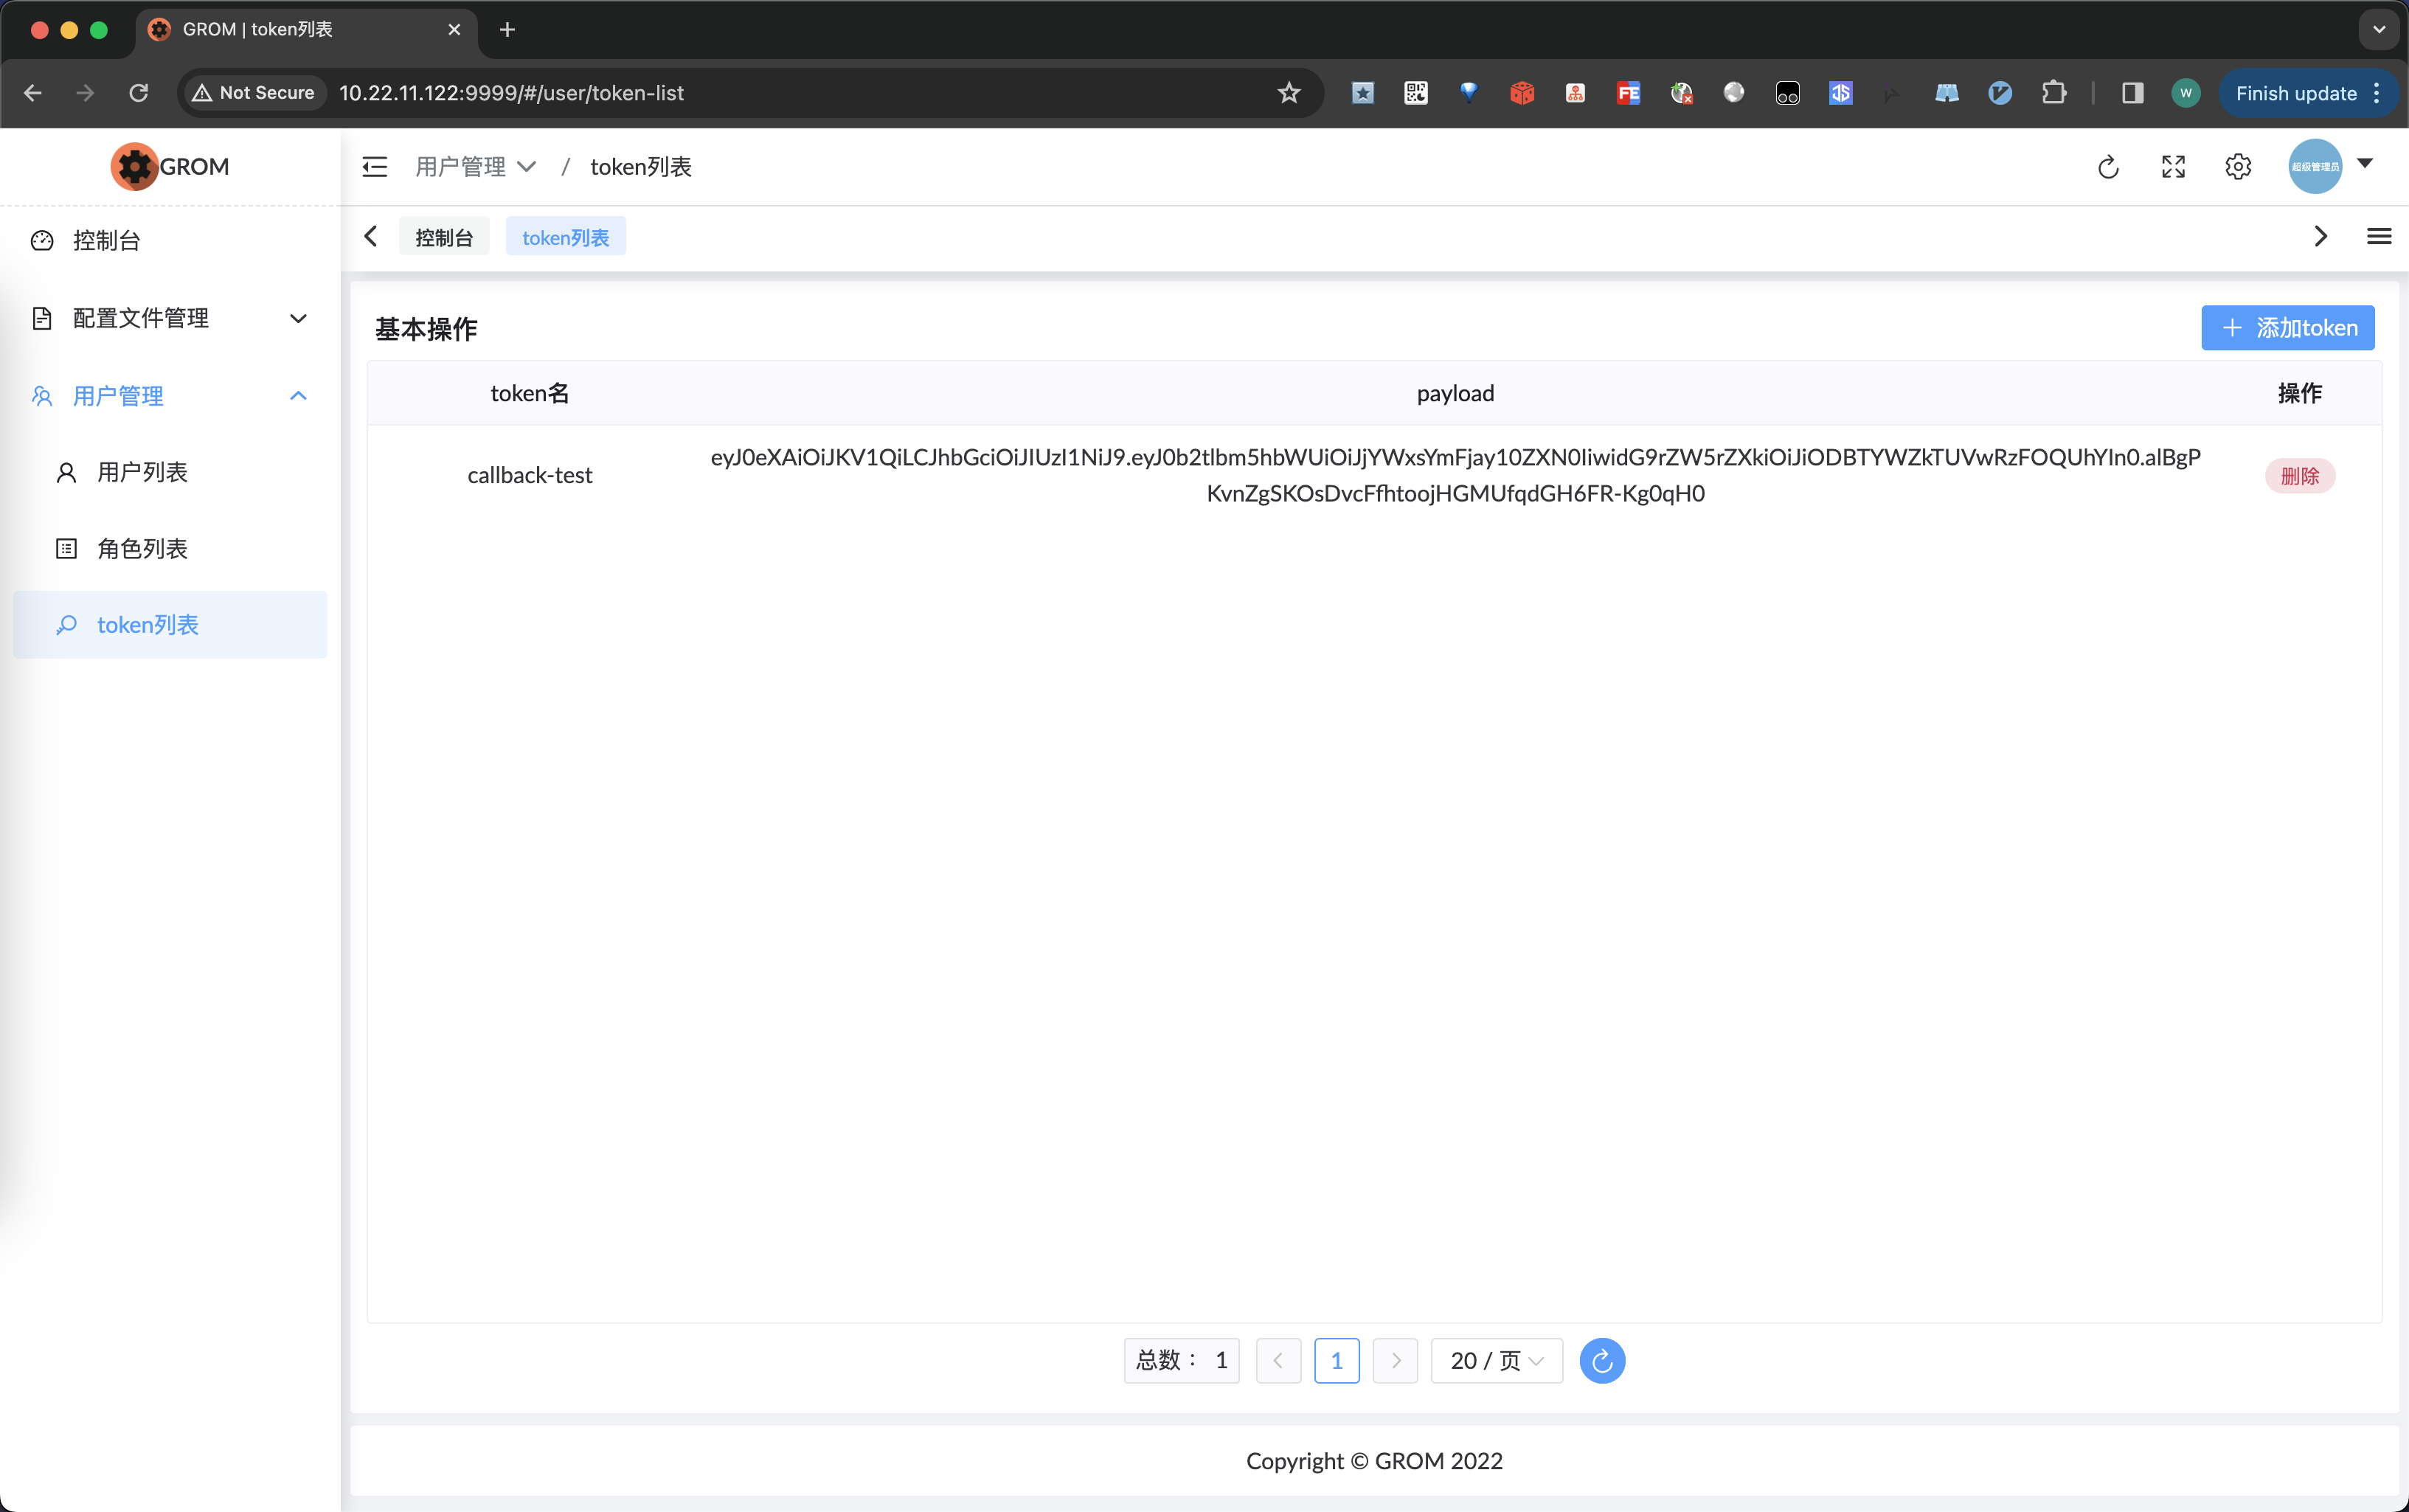 GROM | token列表
Not Secure
10.22.11.122:9999/#/user/token-list
FE
JS
W
Finish update
GROM
用户管理 / token列表
超级管理员
控制台
token列表
控制台
配置文件管理
用户管理
用户列表
角色列表
token列表
基本操作
添加token
token名 payload 操作
callback-test
eyJ0eXAiOiJKV1QiLCJhbGciOiJIUzI1NiJ9.eyJ0b2tlbm5hbWUiOiJjYWxsYmFjay10ZXN0IiwidG9rZW5rZXkiOiJiODBTYWZkTUVwRzFOQUhYIn0.alBgP
KvnZgSKOsDvcFfhtoojHGMUfqdGH6FR-Kg0qH0
删除
总数： 1
1
20 / 页
Copyright © GROM 2022